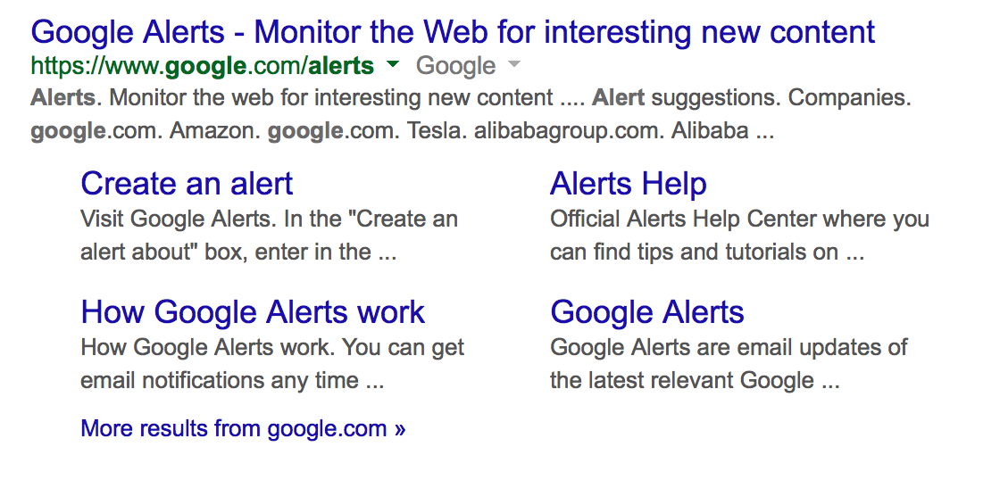 Google Alerts - Monitor the Web for interesting new content
https://www.google.com/alerts Google
Alerts. Monitor the web for interesting new content .... Alert suggestions. Companies.
google.com. Amazon. google.com. Tesla. alibabagroup.com. Alibaba ...
Create an alert
Visit Google Alerts. In the "Create an
alert about" box, enter in the ...
Alerts Help
Official Alerts Help Center where you
can find tips and tutorials on ...
How Google Alerts work
How Google Alerts work. You can get
email notifications any time ...
Google Alerts
Google Alerts are email updates of
the latest relevant Google ...
More results from google.com »